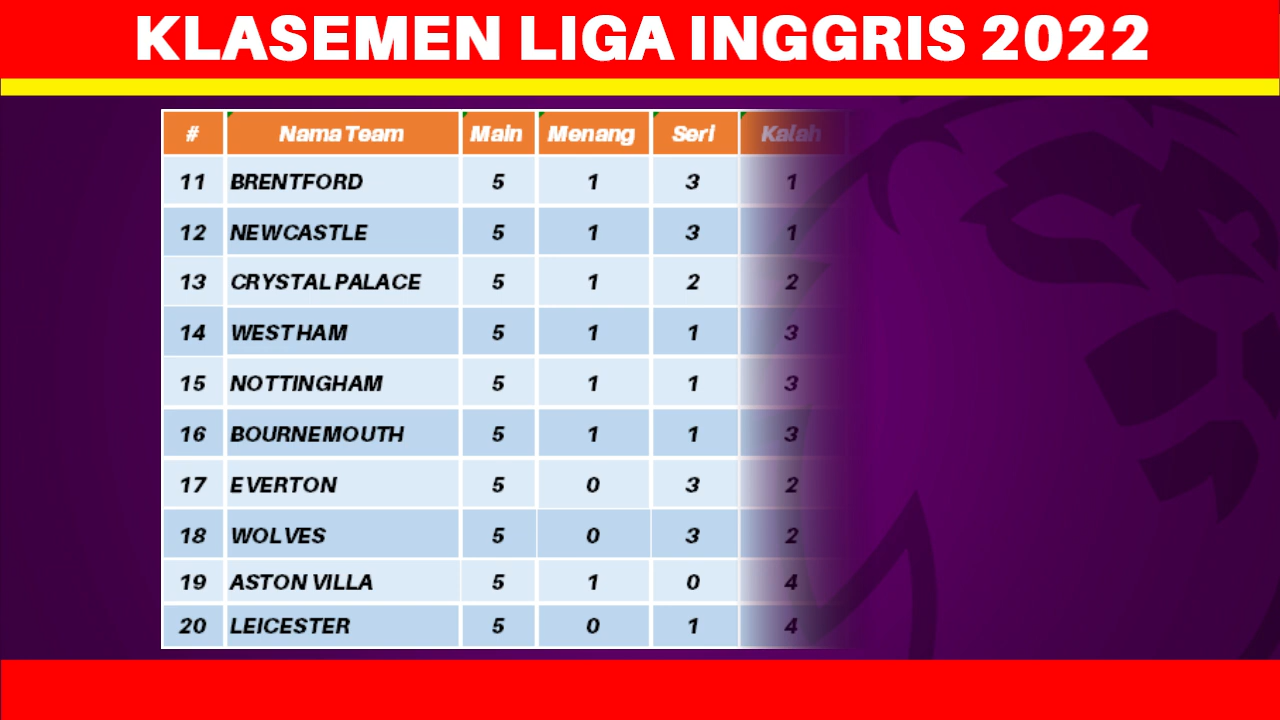 KLASEMEN LIGA INGGRIS 2022
# Nama Team Main Menang Seri Kalah
11 BRENTFORD 5 1 3 1
12 NEWCASTLE 5 1 3 1
13 CRYSTAL PALACE 5 1 2 2
14 WEST HAM 5 1 1 3
15 NOTTINGHAM 5 1 1 3
16 BOURNEMOUTH 5 1 1 3
17 EVERTON 5 0 3 2
18 WOLVES 5 0 3 2
19 ASTON VILLA 5 1 0 4
20 LEICESTER 5 0 1 4